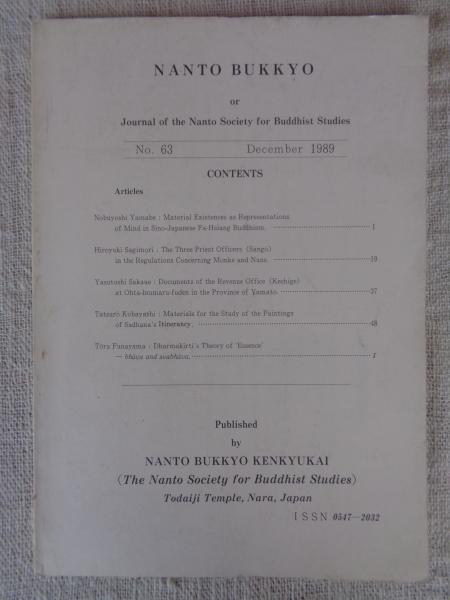 NANTO BUKKYO
or
Journal of the Nanto Society for Buddhist Studies
No. 63 December 1989
CONTENTS
Articles
Nobuyoshi Yamabe : Material Existences as Representations
of Mind in Sino-Japanese Fa-Hsiang Buddhism. 1
Hiroyuki Sagimori : The Three Priest Officers (Sangō)
in the Regulations Concerning Monks and Nuns. 19
Yasutoshi Sakaue : Documents of the Revenue Office (Kechige)
at Ohta-Inumaru-fuden in the Province of Yamato. 37
Tatsurō Kobayashi : Materials for the Study of the Paintings
of Sudhana's Itinerancy. 48
Tōru Funayama : Dharmakīrti's Theory of 'Essence'
— bhāva and svabhāva. 1
Published
by
NANTO BUKKYO KENKYUKAI
(The Nanto Society for Buddhist Studies)
Todaiji Temple, Nara, Japan
ISSN 0547-2032